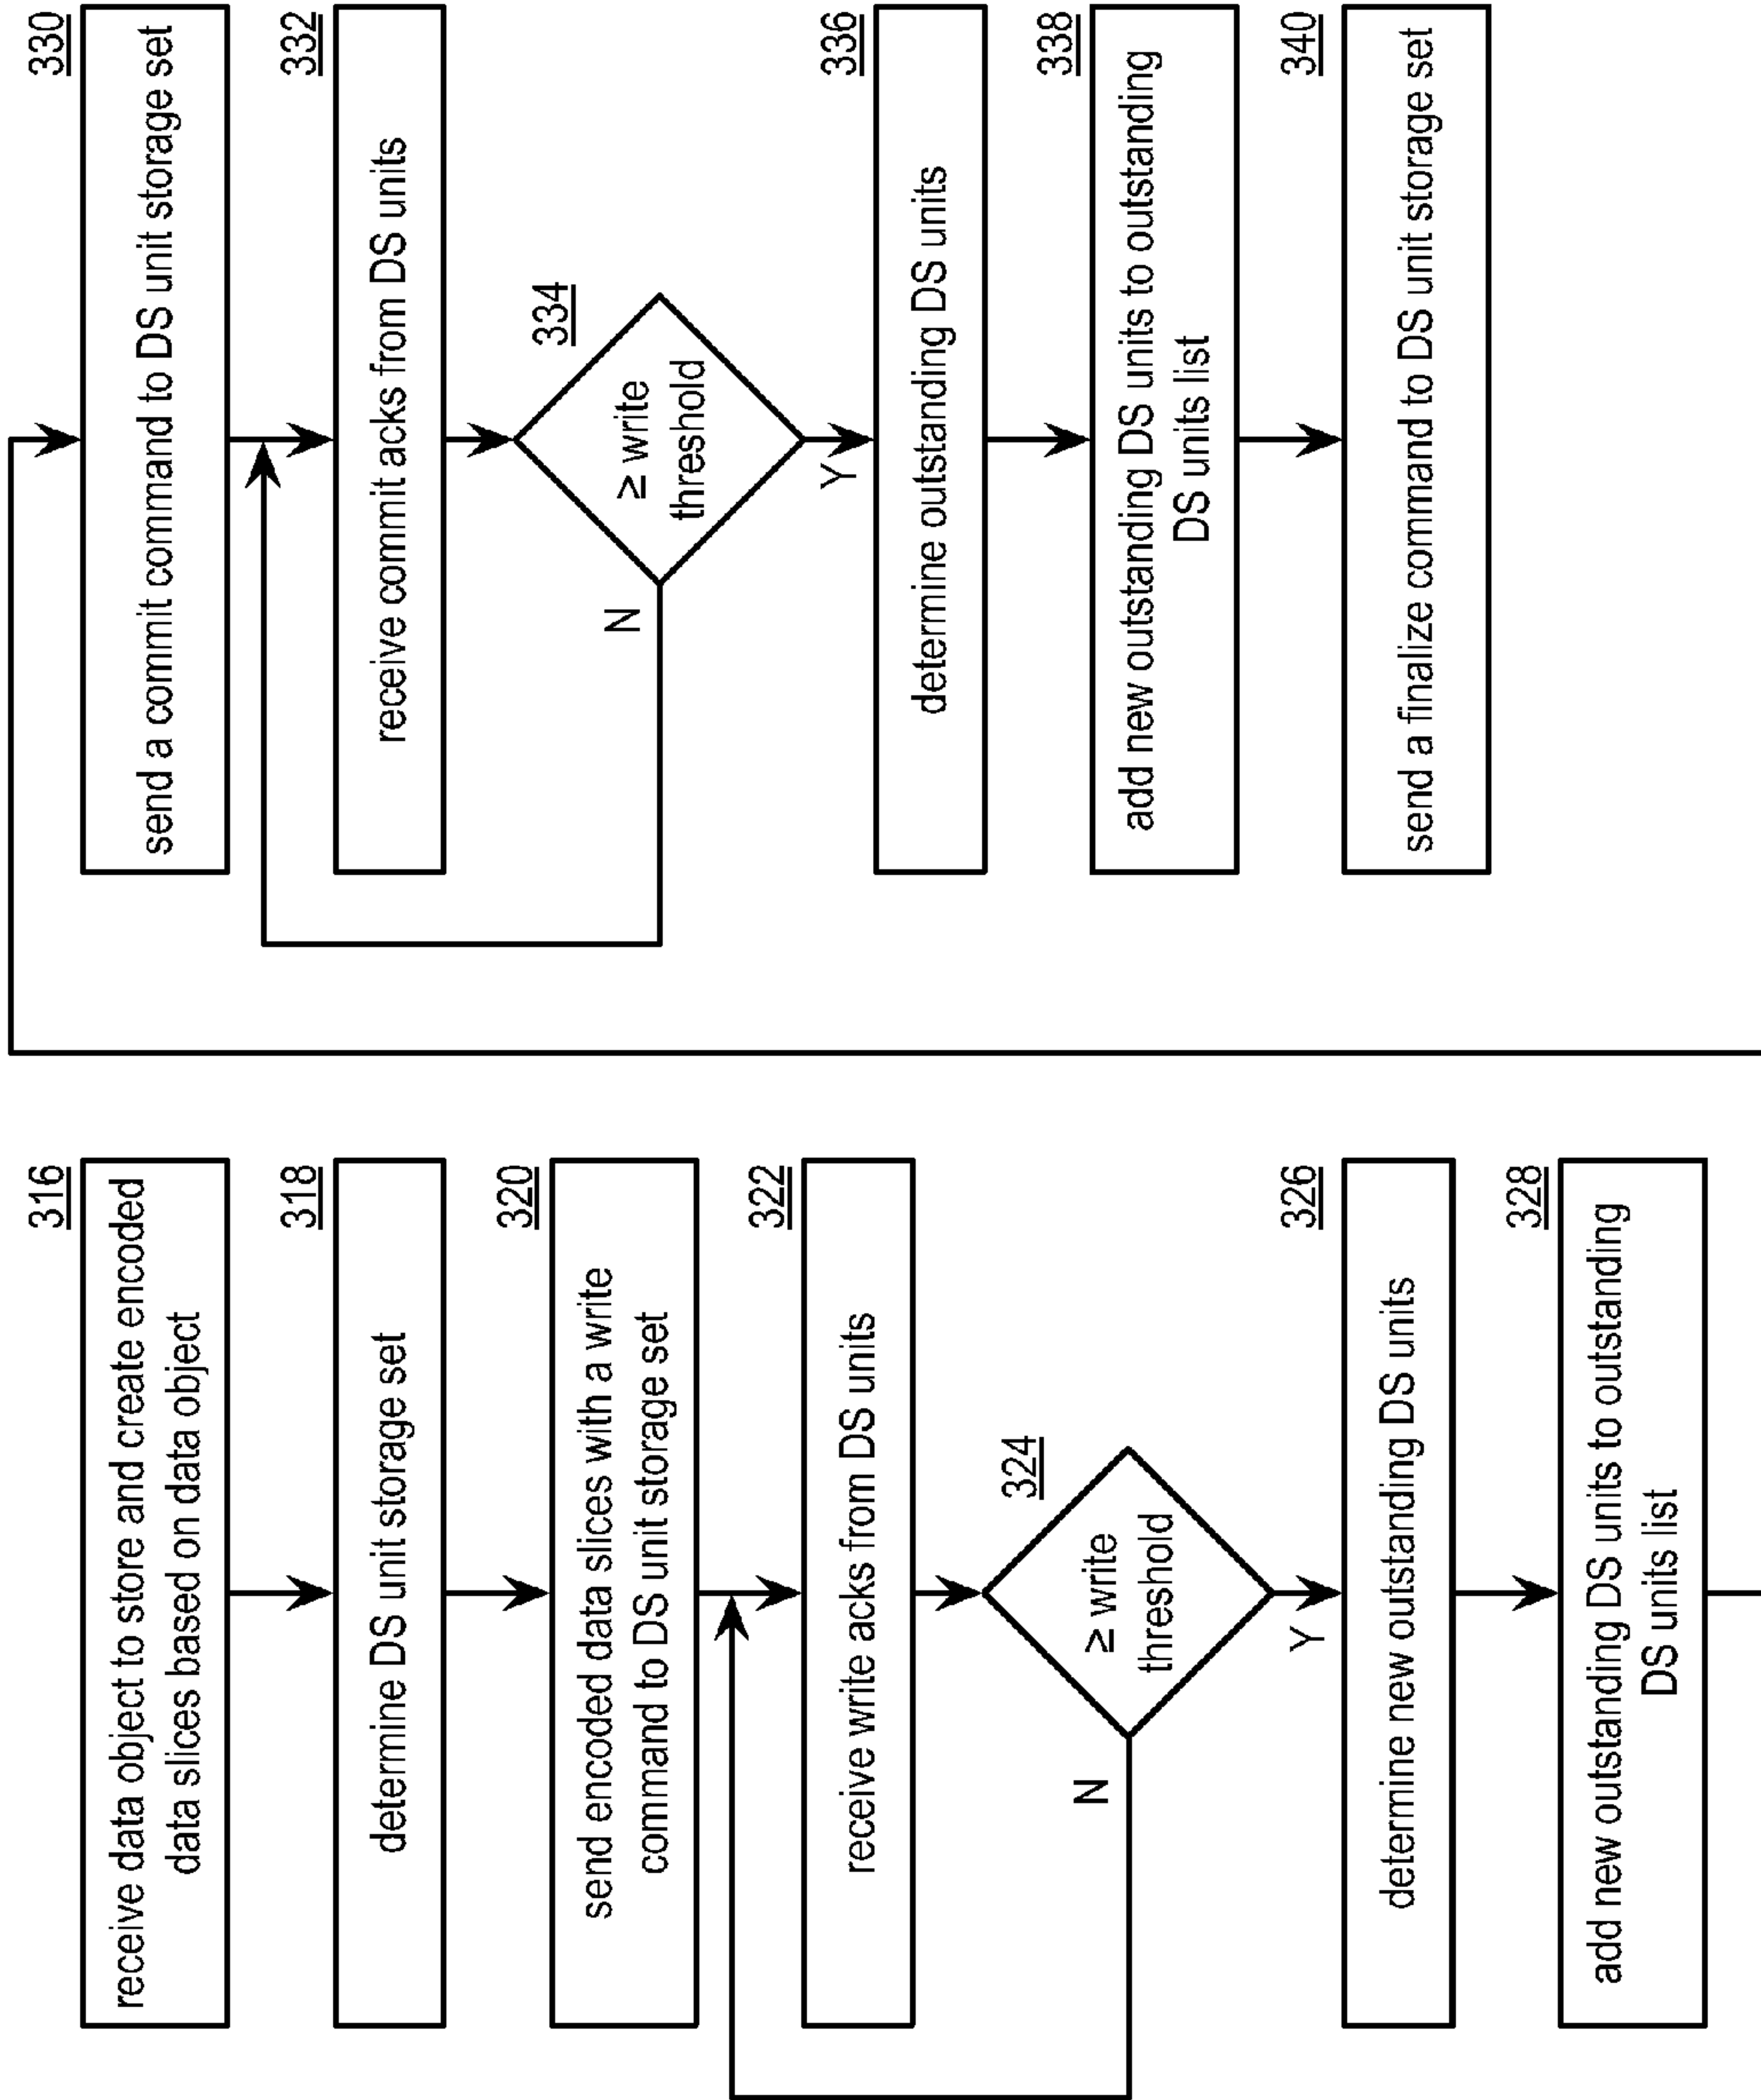 316
receive data object to store and create encoded
data slices based on data object
318
determine DS unit storage set
320
send encoded data slices with a write
command to DS unit storage set
322
receive write acks from DS units
324
≥ write
threshold
N
Y
326
determine new outstanding DS units
328
add new outstanding DS units to outstanding
DS units list
330
send a commit command to DS unit storage set
332
receive commit acks from DS units
334
≥ write
threshold
N
Y
336
determine outstanding DS units
338
add new outstanding DS units to outstanding
DS units list
340
send a finalize command to DS unit storage set